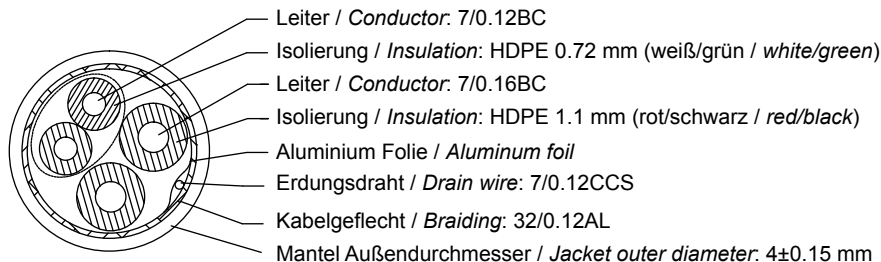 Leiter / Conductor: 7/0.12BC
Isolierung / Insulation: HDPE 0.72 mm (weiß/grün / white/green)
Leiter / Conductor: 7/0.16BC
Isolierung / Insulation: HDPE 1.1 mm (rot/schwarz / red/black)
Aluminium Folie / Aluminum foil
Erdungsdraht / Drain wire: 7/0.12CCS
Kabelgeflecht / Braiding: 32/0.12AL
Mantel Außendurchmesser / Jacket outer diameter: 4±0.15 mm